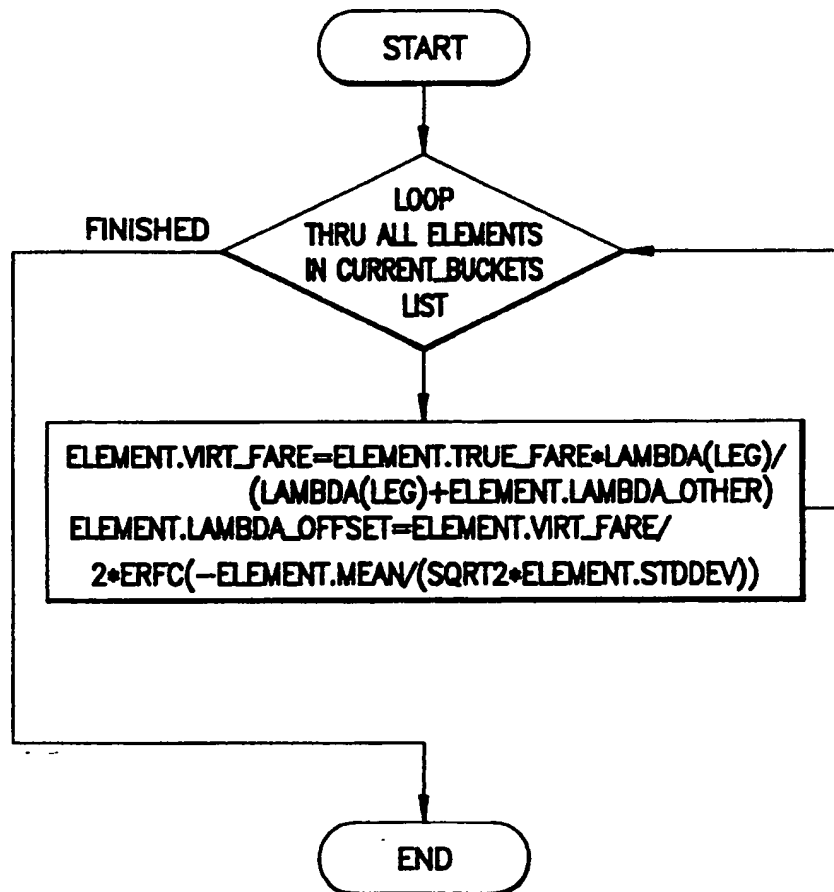 START
LOOP
THRU ALL ELEMENTS
IN CURRENT_BUCKETS
LIST
FINISHED
ELEMENT.VIRT_FARE=ELEMENT.TRUE_FARE*LAMBDA(LEG)/
(LAMBDA(LEG)+ELEMENT.LAMBDA_OTHER)
ELEMENT.LAMBDA_OFFSET=ELEMENT.VIRT_FARE/
2*ERFC(-ELEMENT.MEAN/(SQRT2*ELEMENT.STDDEV))
END